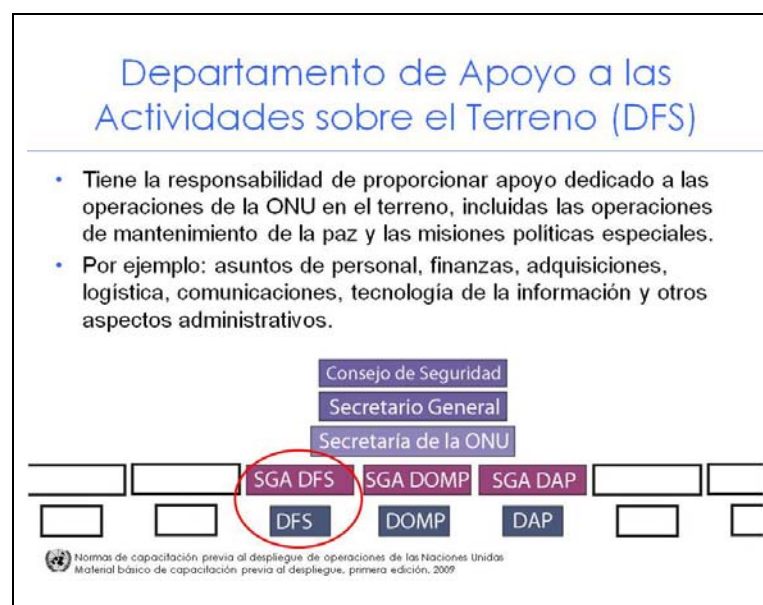 Departamento de Apoyo a las
Actividades sobre el Terreno (DFS)
• Tiene la responsabilidad de proporcionar apoyo dedicado a las
operaciones de la ONU en el terreno, incluidas las operaciones
de mantenimiento de la paz y las misiones políticas especiales.
• Por ejemplo: asuntos de personal, finanzas, adquisiciones,
logística, comunicaciones, tecnología de la información y otros
aspectos administrativos.
Consejo de Seguridad
Secretario General
Secretaría de la ONU
SGA DFS SGA DOMP SGA DAP
DFS DOMP DAP
Normas de capacitación previa al despliegue de operaciones de las Naciones Unidas
Material básico de capacitación previa al despliegue, primera edición, 2009